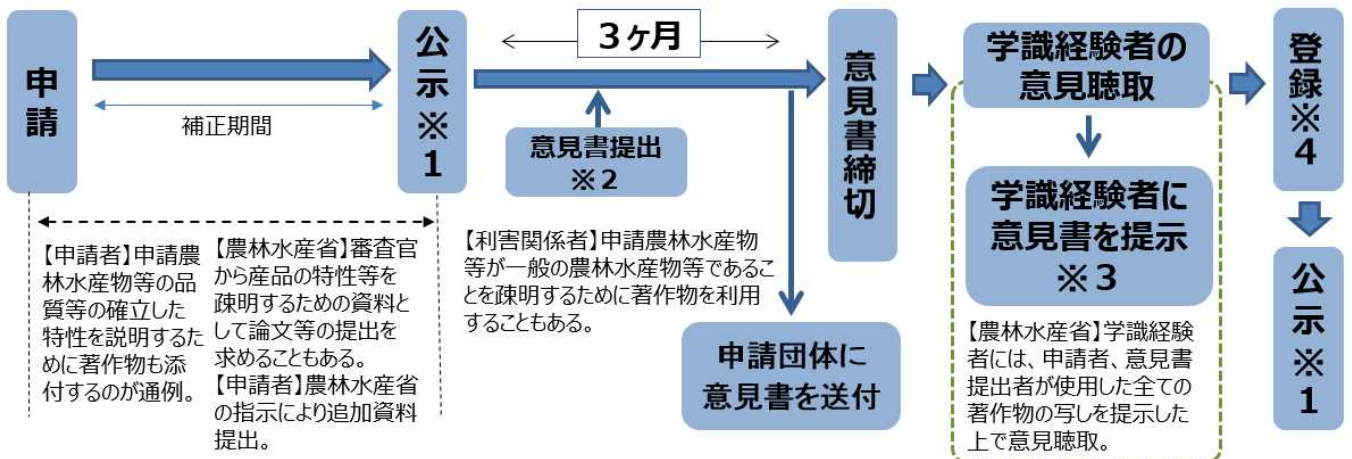 申請
補正期間
公示※1
3ヶ月
意見書提出
※2
意見書締切
学識経験者の
意見聴取
登録※4
学識経験者に
意見書を提示
※3
公示※1
【申請者】申請農
林水産物等の品
質等の確立した
特性を説明するた
めに著作物も添
付するのが通例。
【農林水産省】審査官
から産品の特性等を
疎明するための資料と
して論文等の提出を
求めることもある。
【申請者】農林水産省
の指示により追加資料
提出。
【利害関係者】申請農林水産物
等が一般の農林水産物等であるこ
とを疎明するために著作物を利用
することもある。
申請団体に
意見書を送付
【農林水産省】学識経験
者には、申請者、意見書
提出者が使用した全ての
著作物の写しを提示した
上で意見聴取。